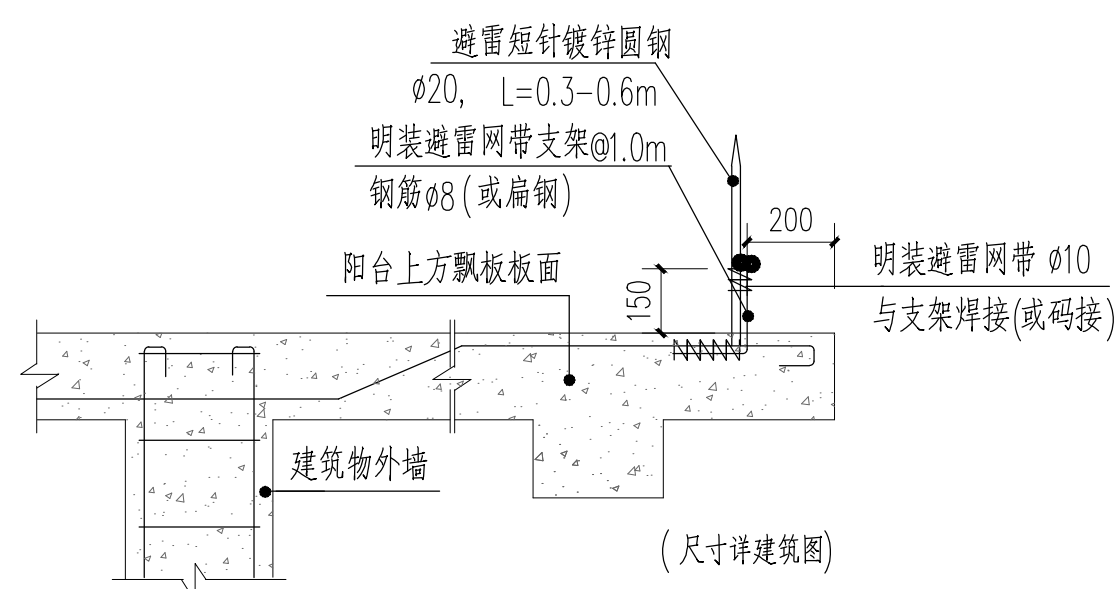 避雷短针镀锌圆钢
ø20, L=0.3-0.6m
明装避雷网带支架@1.0m
钢筋ø8(或扁钢)
200
阳台上方飘板板面
150
明装避雷网带 ø10
与支架焊接(或码接)
建筑物外墙
(尺寸详建筑图)